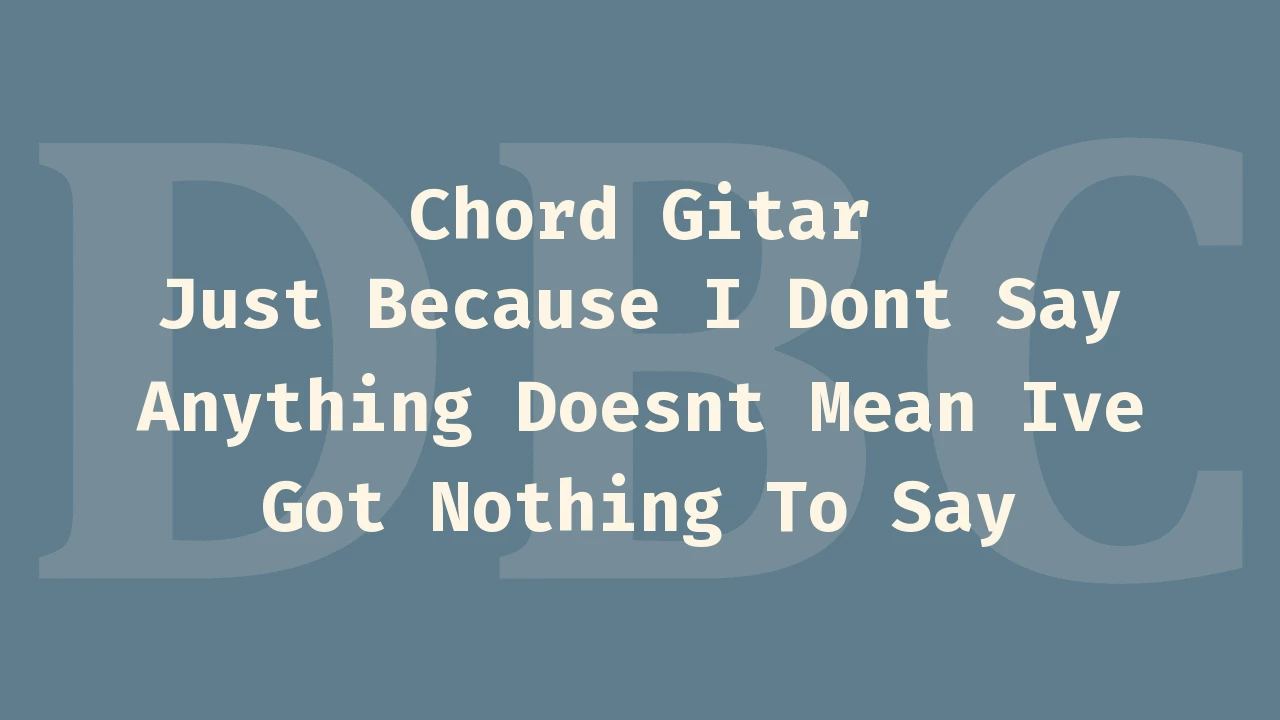 DBC
Chord Gitar
Just Because I Dont Say
Anything Doesnt Mean Ive
Got Nothing To Say